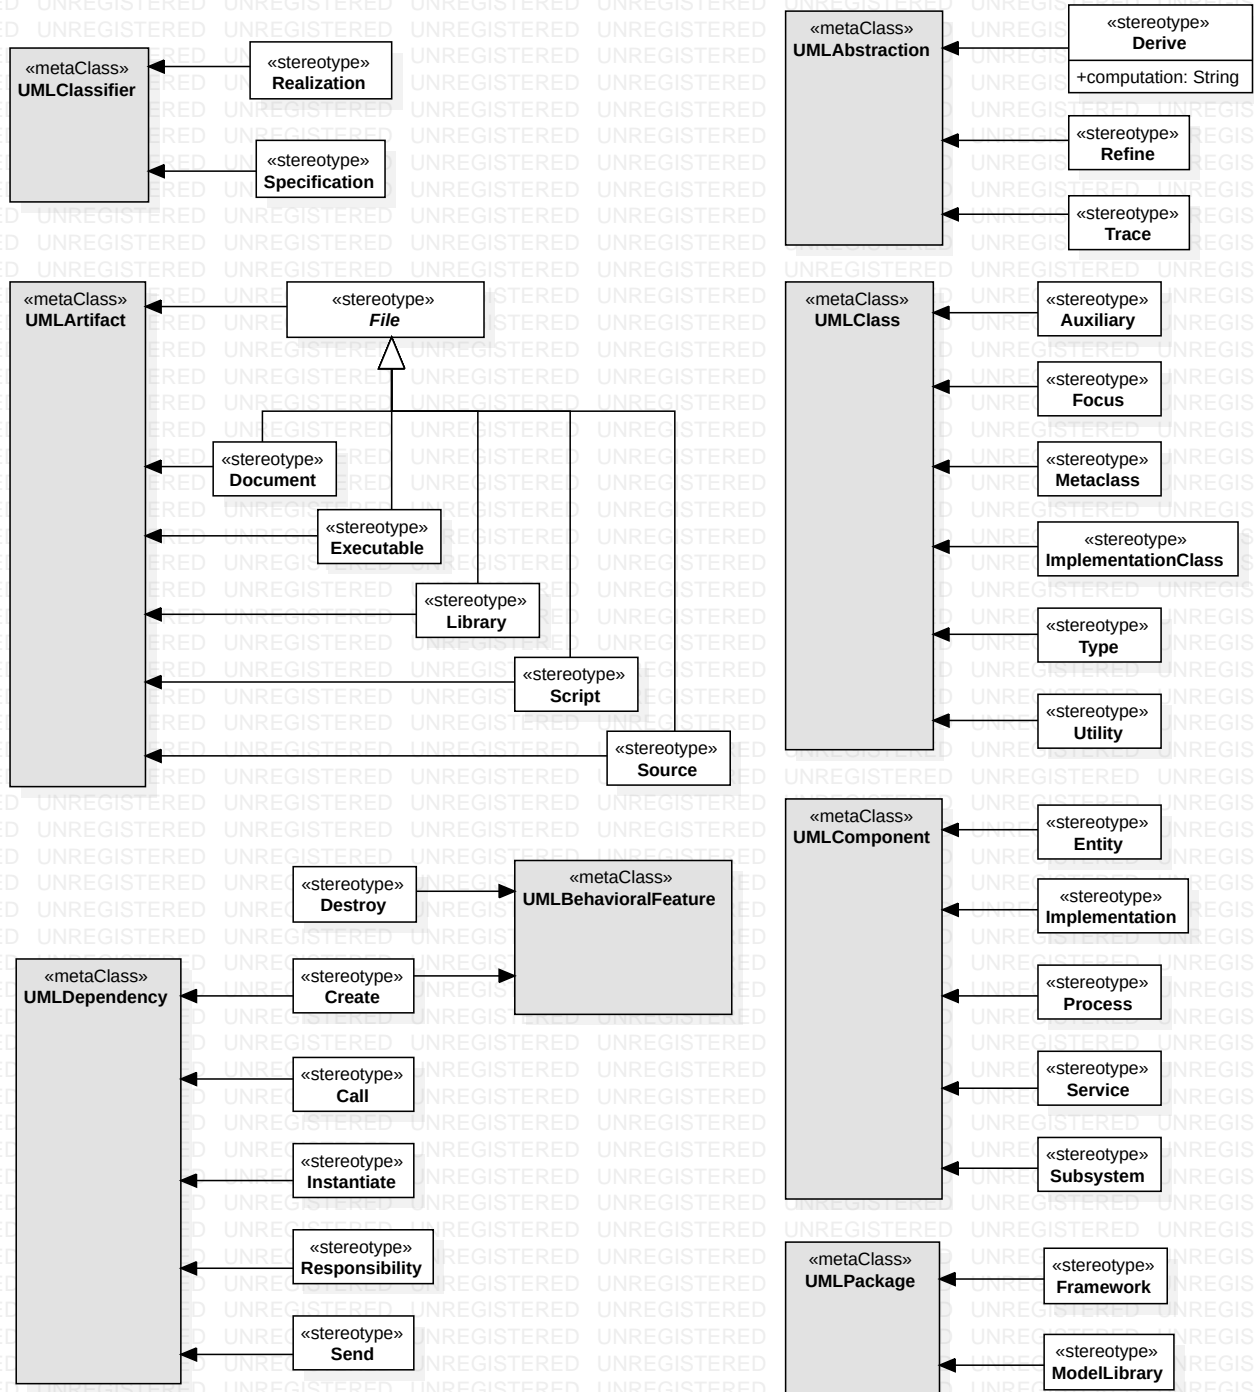 «metaClass»
UMLClassifier
«stereotype»
Realization
«stereotype»
Specification
«metaClass»
UMLAbstraction
«stereotype»
Derive
+computation: String
«stereotype»
Refine
«stereotype»
Trace
«metaClass»
UMLArtifact
«stereotype»
File
«stereotype»
Document
«stereotype»
Executable
«stereotype»
Library
«stereotype»
Script
«stereotype»
Source
«metaClass»
UMLClass
«stereotype»
Auxiliary
«stereotype»
Focus
«stereotype»
Metaclass
«stereotype»
ImplementationClass
«stereotype»
Type
«stereotype»
Utility
«stereotype»
Destroy
«metaClass»
UMLBehavioralFeature
«metaClass»
UMLDependency
«stereotype»
Create
«stereotype»
Call
«stereotype»
Instantiate
«stereotype»
Responsibility
«stereotype»
Send
«metaClass»
UMLComponent
«stereotype»
Entity
«stereotype»
Implementation
«stereotype»
Process
«stereotype»
Service
«stereotype»
Subsystem
«metaClass»
UMLPackage
«stereotype»
Framework
«stereotype»
ModelLibrary
UNREGISTERED